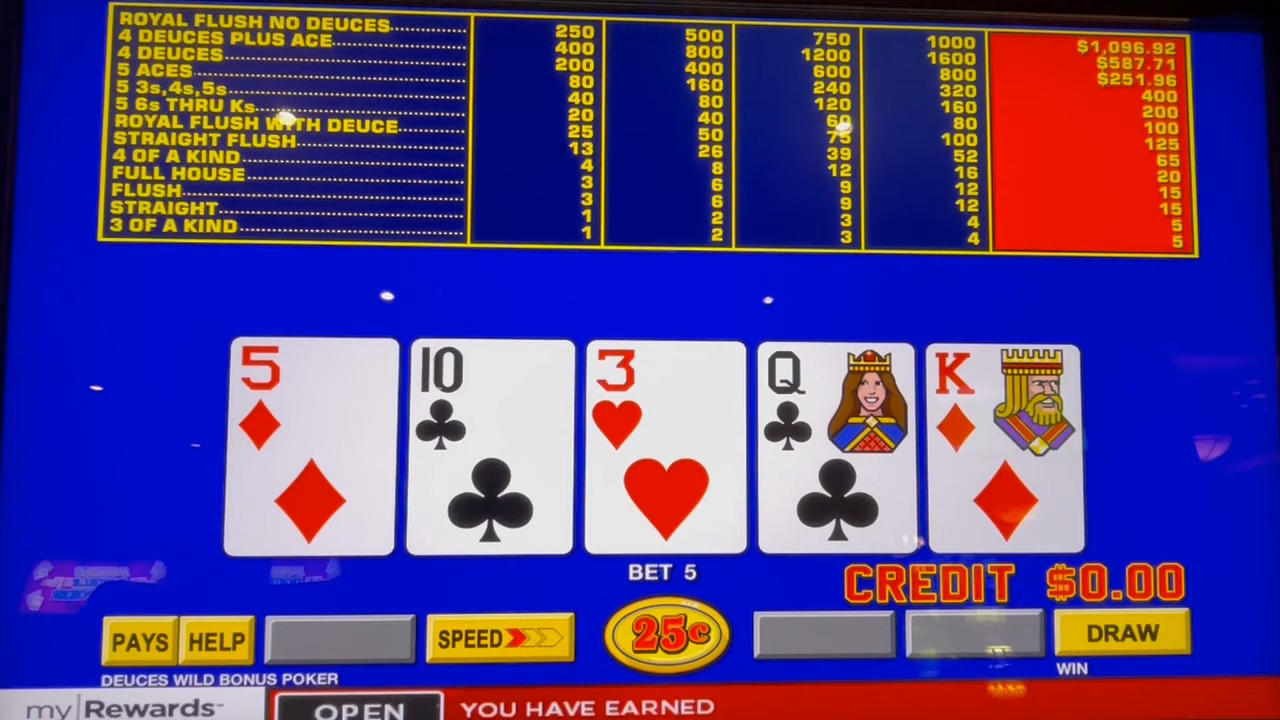 ROYAL FLUSH NO DEUCES 250 500 750 1000 $1,096.92
4 DEUCES PLUS ACE 400 800 1200 1600 $587.71
4 DEUCES 200 400 600 800 $251.96
5 ACES 80 160 240 320 400
5 3s,4s,5s 40 80 120 160 200
5 6s THRU Ks 20 40 60 80 100
ROYAL FLUSH WITH DEUCE 25 50 75 100 125
STRAIGHT FLUSH 13 26 39 52 65
4 OF A KIND 4 8 12 16 20
FULL HOUSE 3 6 9 12 15
FLUSH 3 6 9 12 15
STRAIGHT 1 2 3 4 5
3 OF A KIND 1 2 3 4 5
5 10 3 Q K
BET 5
CREDIT $0.00
PAYS HELP SPEED 25¢ DRAW
WIN
DEUCES WILD BONUS POKER
my Rewards OPEN YOU HAVE EARNED